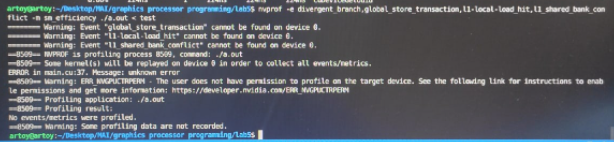 artoy@artoy:~/Desktop/MAI/graphics processor programming/lab5$ nvprof -e divergent_branch,global_store_transaction,l1-local-load_hit,l1_shared_bank_con
flict -m sm_efficiency ./a.out < test
======== Warning: Event "global_store_transaction" cannot be found on device 0.
======== Warning: Event "l1-local-load_hit" cannot be found on device 0.
======== Warning: Event "l1_shared_bank_conflict" cannot be found on device 0.
==8509== NVPROF is profiling process 8509, command: ./a.out
==8509== Some kernel(s) will be replayed on device 0 in order to collect all events/metrics.
ERROR in main.cu:37. Message: unknown error
==8509== Warning: ERR_NVGPUCTRPERM - The user does not have permission to profile on the target device. See the following link for instructions to enab
le permissions and get more information: https://developer.nvidia.com/ERR_NVGPUCTRPERM
==8509== Profiling application: ./a.out
==8509== Profiling result:
No events/metrics were profiled.
==8509== Warning: Some profiling data are not recorded.
artoy@artoy:~/Desktop/MAI/graphics processor programming/lab5$